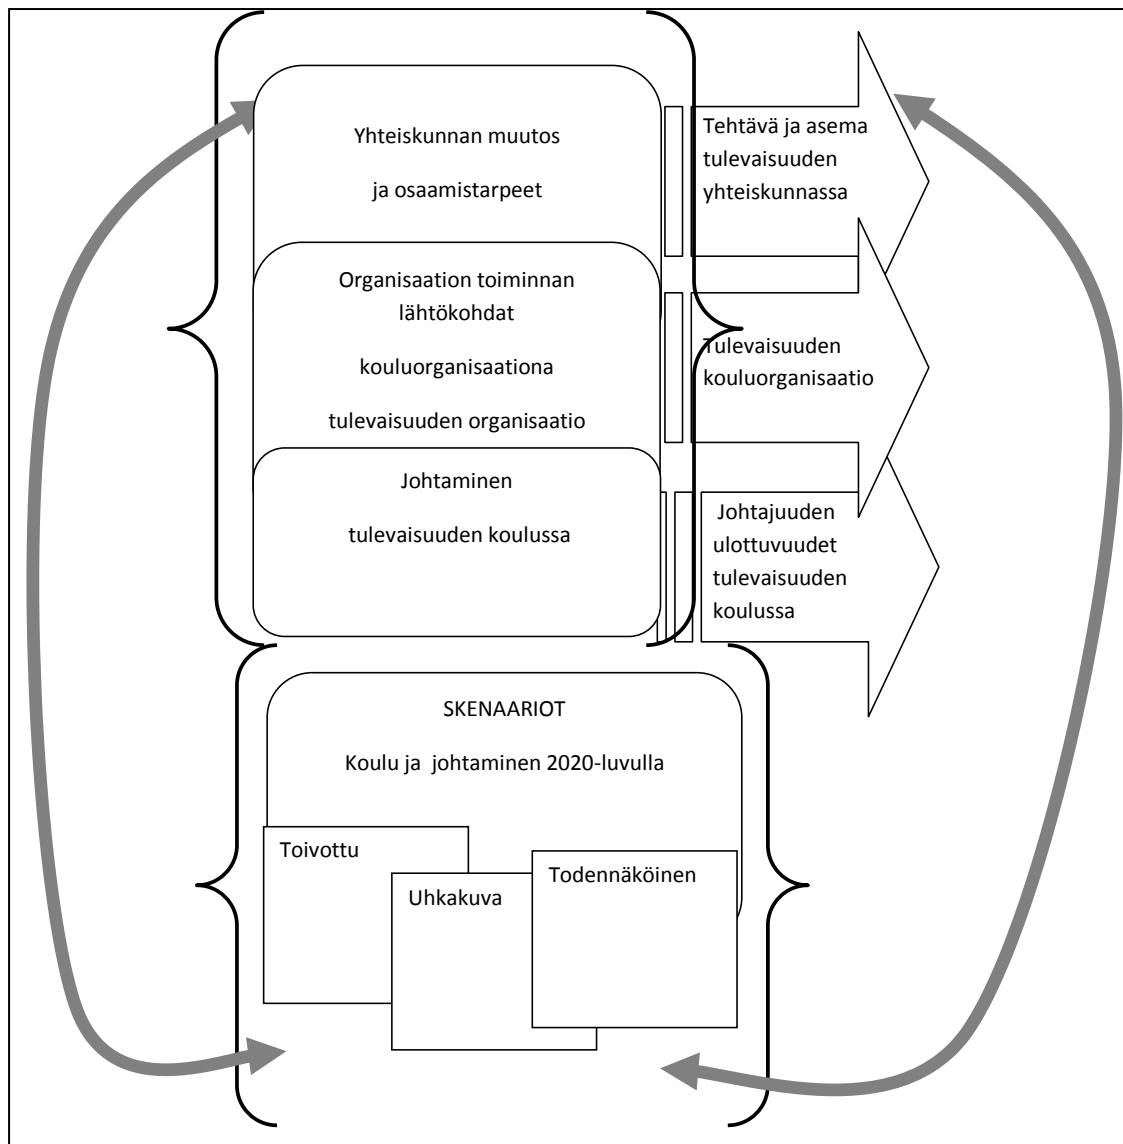 Yhteiskunnan muutos
ja osaamistarpeet
Tehtävä ja asema
tulevaisuuden
yhteiskunnassa
Organisaation toiminnan
lähtökohdat
kouluorganisaationa
tulevaisuuden organisaatio
Tulevaisuuden
kouluorganisaatio
Johtaminen
tulevaisuuden koulussa
Johtajuuden
ulottuvuudet
tulevaisuuden
koulussa
SKENAARIOT
Koulu ja johtaminen 2020-luvulla
Toivottu
Uhkakuva
Todennäköinen